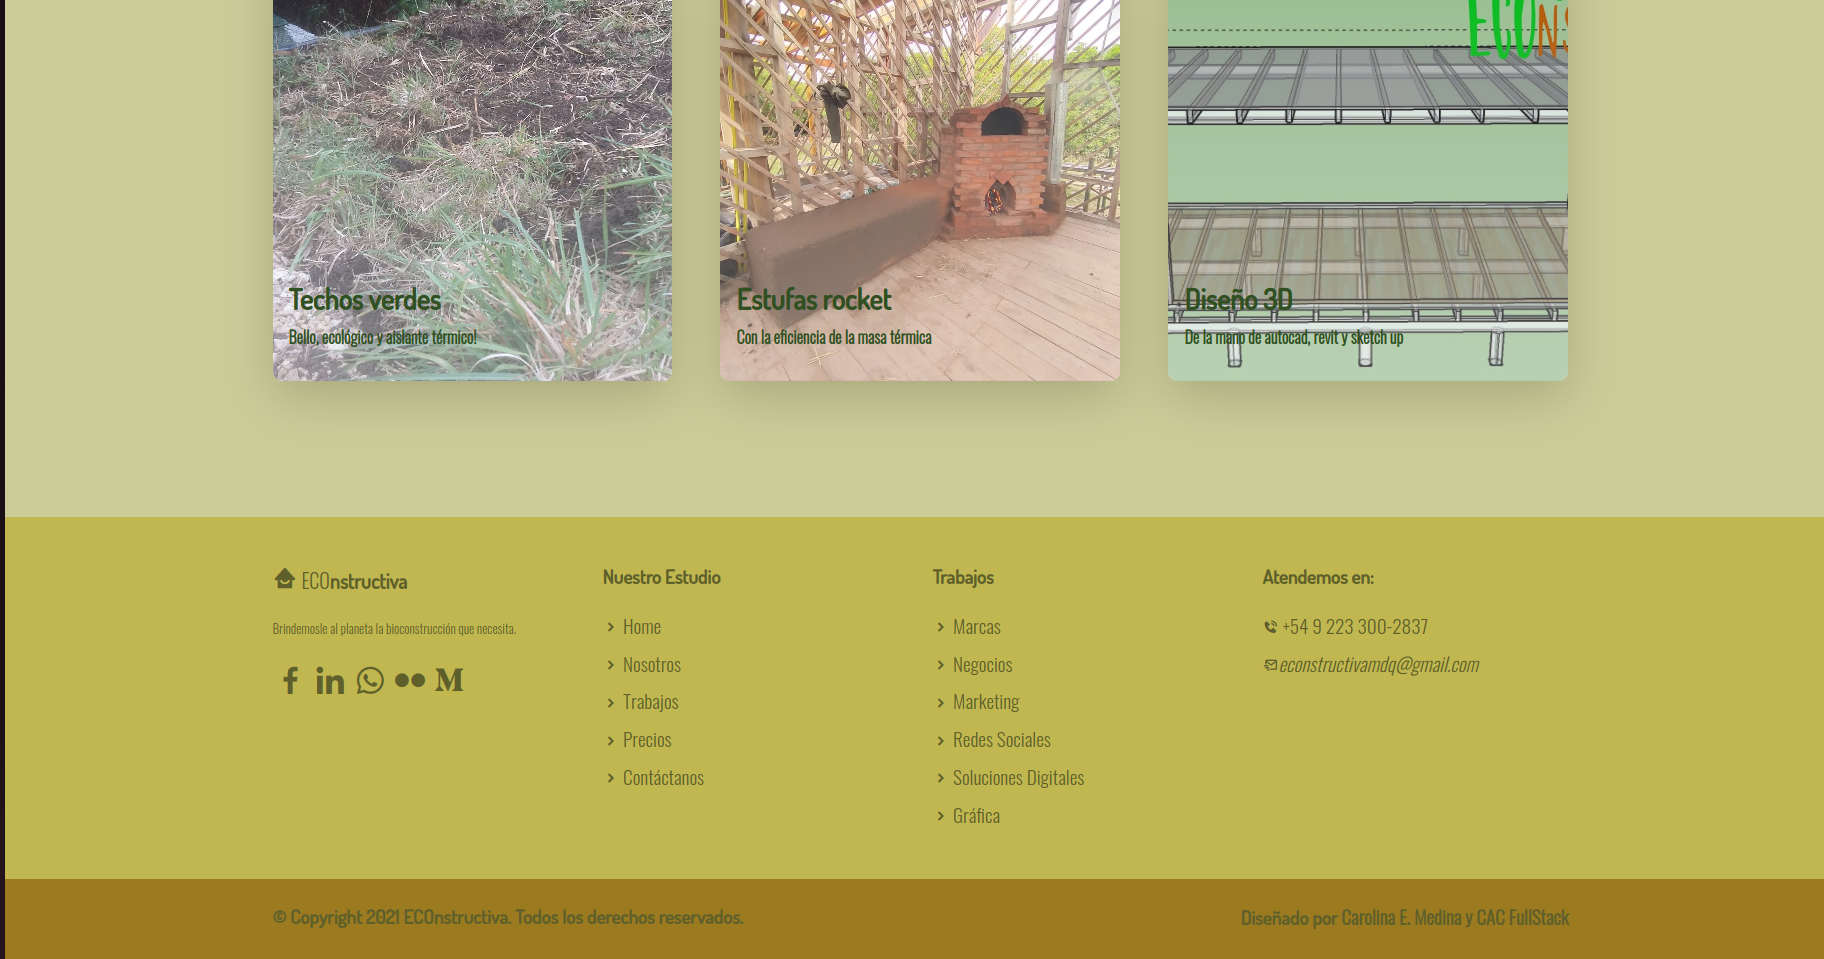 ECONS
Techos verdes
Bello, ecológico y aislante térmico!
Estufas rocket
Con la eficiencia de la masa térmica
Diseño 3D
De la mano de autocad, revit y sketch up
ECOnstructiva
Brindemosle al planeta la bioconstrucción que necesita.
Nuestro Estudio
Home
Nosotros
Trabajos
Precios
Contáctanos
Trabajos
Marcas
Negocios
Marketing
Redes Sociales
Soluciones Digitales
Gráfica
Atendemos en:
+54 9 223 300-2837
econstructivamdq@gmail.com
© Copyright 2021 ECOnstructiva. Todos los derechos reservados.
Diseñado por Carolina E. Medina y CAC FullStack